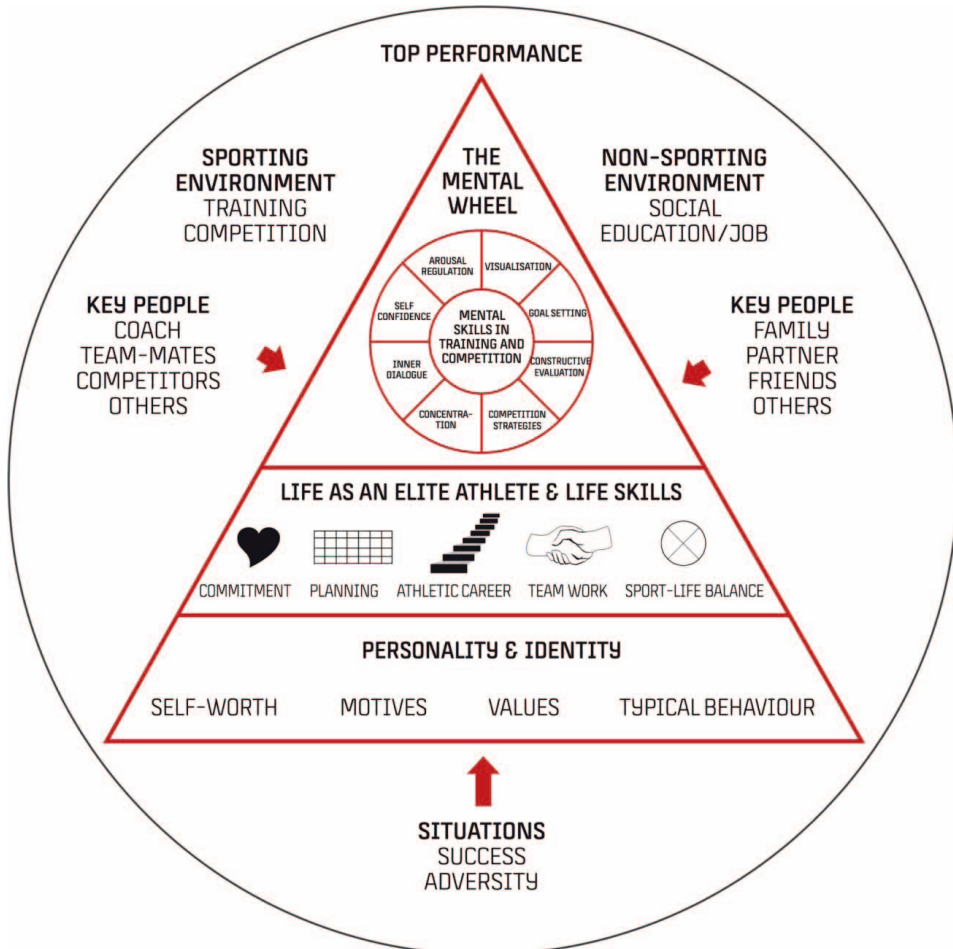 TOP PERFORMANCE
SPORTING
ENVIRONMENT
TRAINING
COMPETITION
THE
MENTAL
WHEEL
NON-SPORTING
ENVIRONMENT
SOCIAL
EDUCATION/JOB
KEY PEOPLE
COACH
TEAM-MATES
COMPETITORS
OTHERS
AROUSAL
REGULATION
VISUALISATION
SELF
CONFIDENCE
GOAL SETTING
MENTAL
SKILLS IN
TRAINING AND
COMPETITION
INNER
DIALOGUE
CONSTRUCTIVE
EVALUATION
CONCENTRA-
TION
COMPETITION
STRATEGIES
KEY PEOPLE
FAMILY
PARTNER
FRIENDS
OTHERS
LIFE AS AN ELITE ATHLETE & LIFE SKILLS
COMMITMENT
PLANNING
ATHLETIC CAREER
TEAM WORK
SPORT-LIFE BALANCE
PERSONALITY & IDENTITY
SELF-WORTH
MOTIVES
VALUES
TYPICAL BEHAVIOUR
SITUATIONS
SUCCESS
ADVERSITY